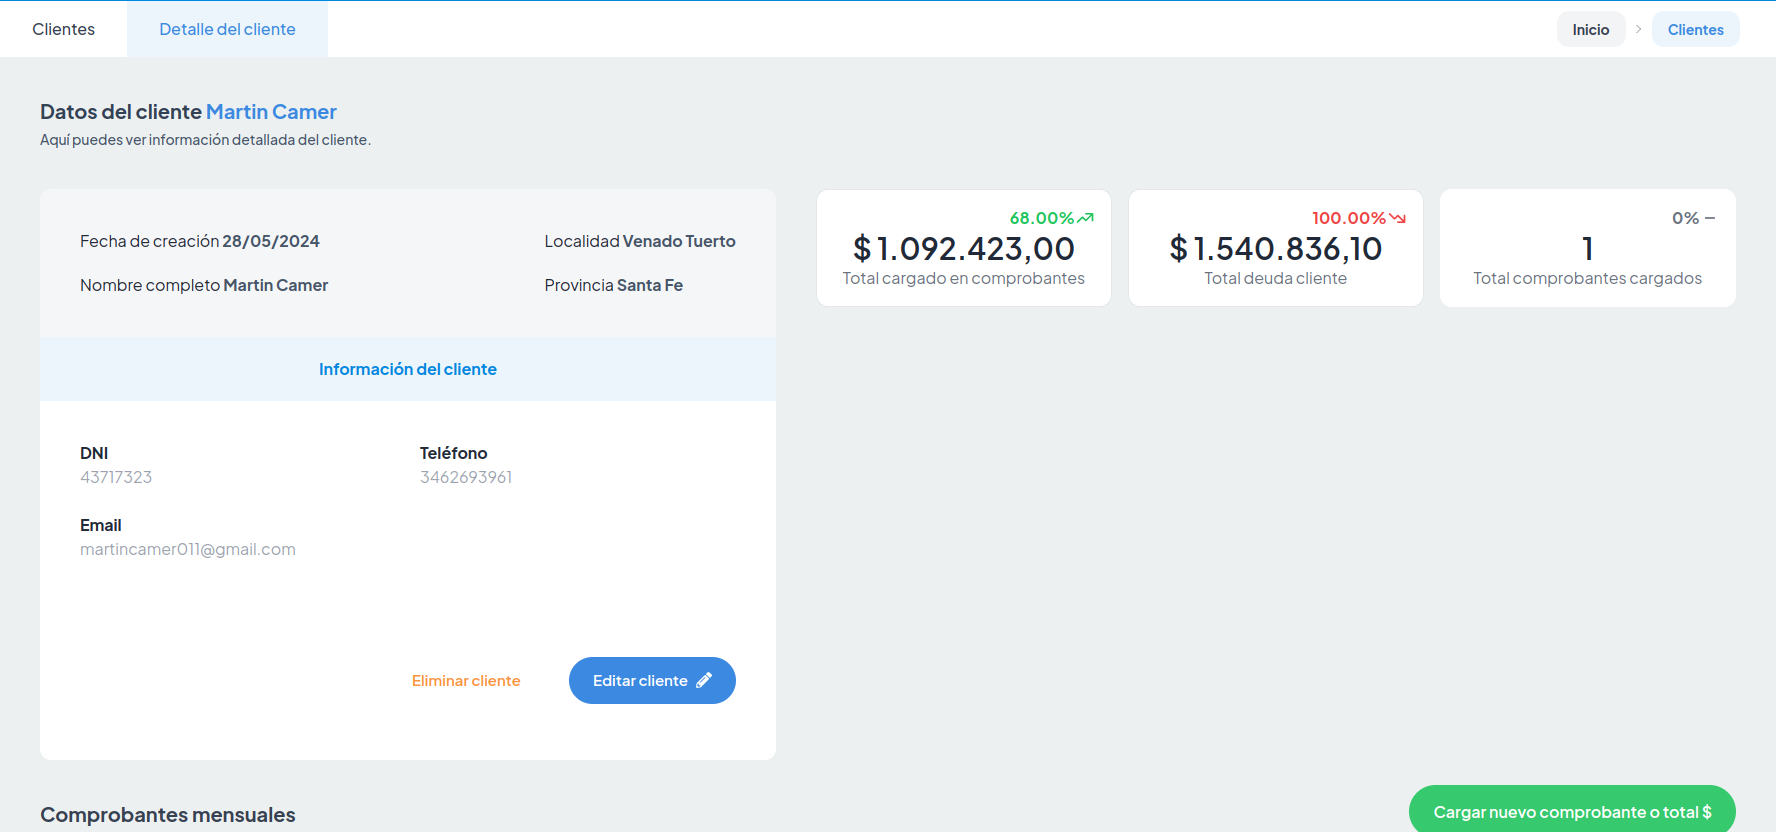 Clientes
Detalle del cliente
Inicio
Clientes
Datos del cliente Martin Camer
Aquí puedes ver información detallada del cliente.
Fecha de creación 28/05/2024
Localidad Venado Tuerto
Nombre completo Martin Camer
Provincia Santa Fe
Información del cliente
DNI
43717323
Teléfono
3462693961
Email
martincamer011@gmail.com
Eliminar cliente
Editar cliente
68.00%
$ 1.092.423,00
Total cargado en comprobantes
100.00%
$ 1.540.836,10
Total deuda cliente
0%
1
Total comprobantes cargados
Comprobantes mensuales
Cargar nuevo comprobante o total $